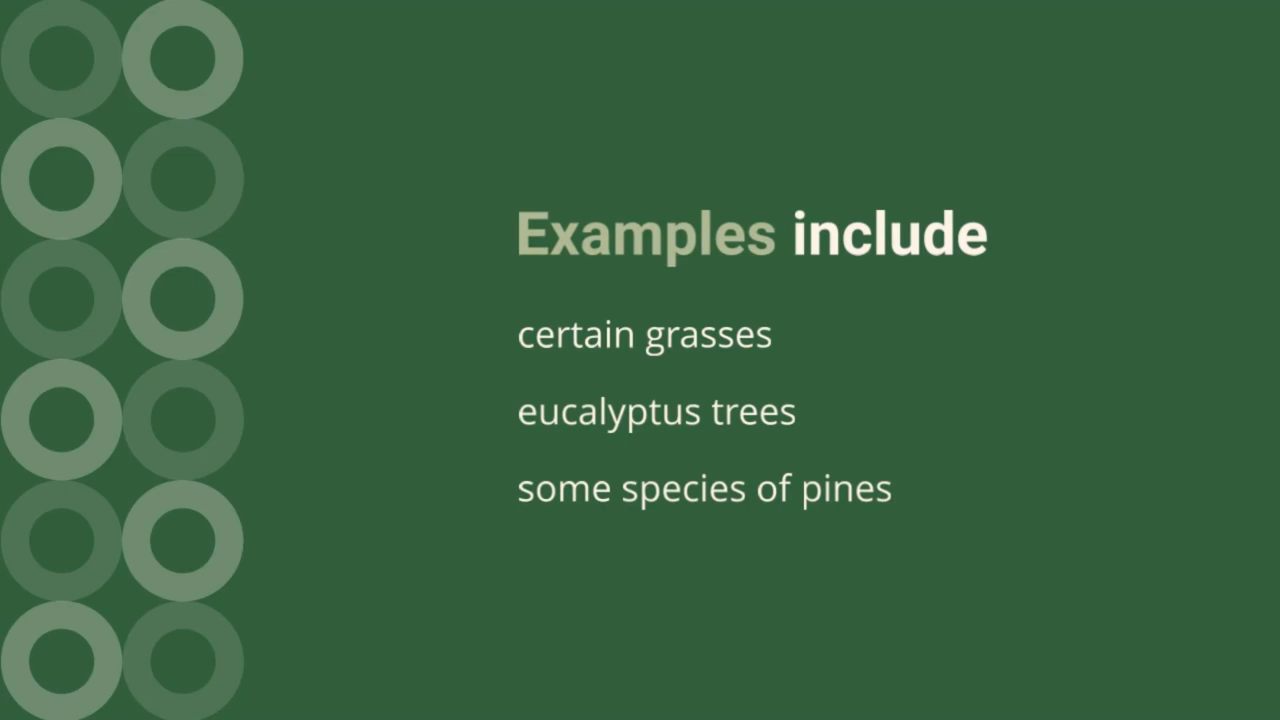 Examples include
certain grasses
eucalyptus trees
some species of pines